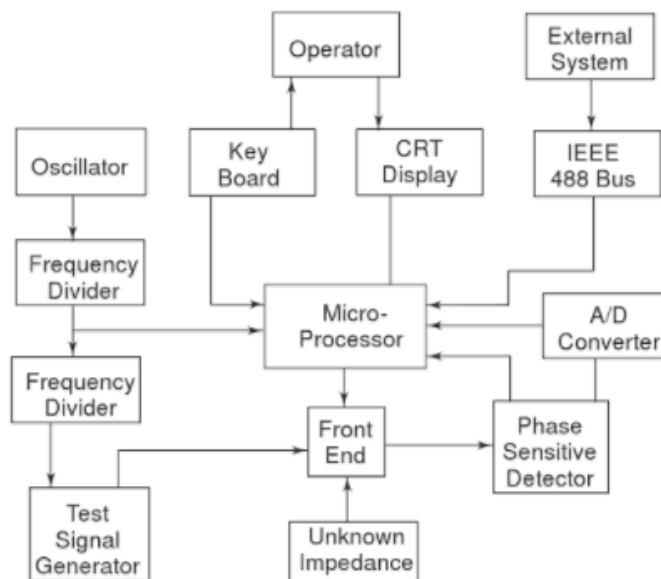 Operator
External
System
Oscillator
Key
Board
CRT
Display
IEEE
488 Bus
Frequency
Divider
Micro-
Processor
A/D
Converter
Frequency
Divider
Front
End
Phase
Sensitive
Detector
Test
Signal
Generator
Unknown
Impedance